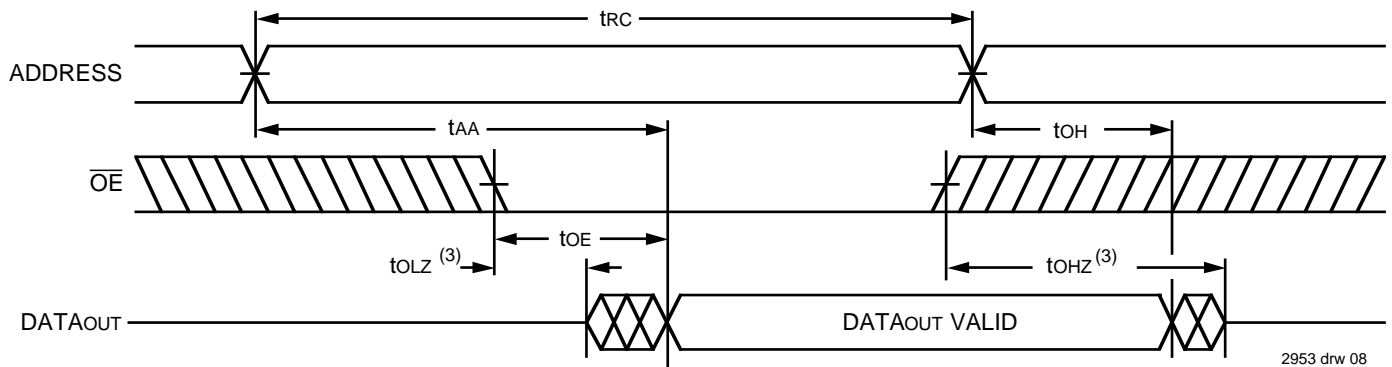 tRC
ADDRESS
tAA
tOH
OE
tOE
tOLZ (3)
tOHZ (3)
DATAOUT
DATAOUT VALID
2953 drw 08